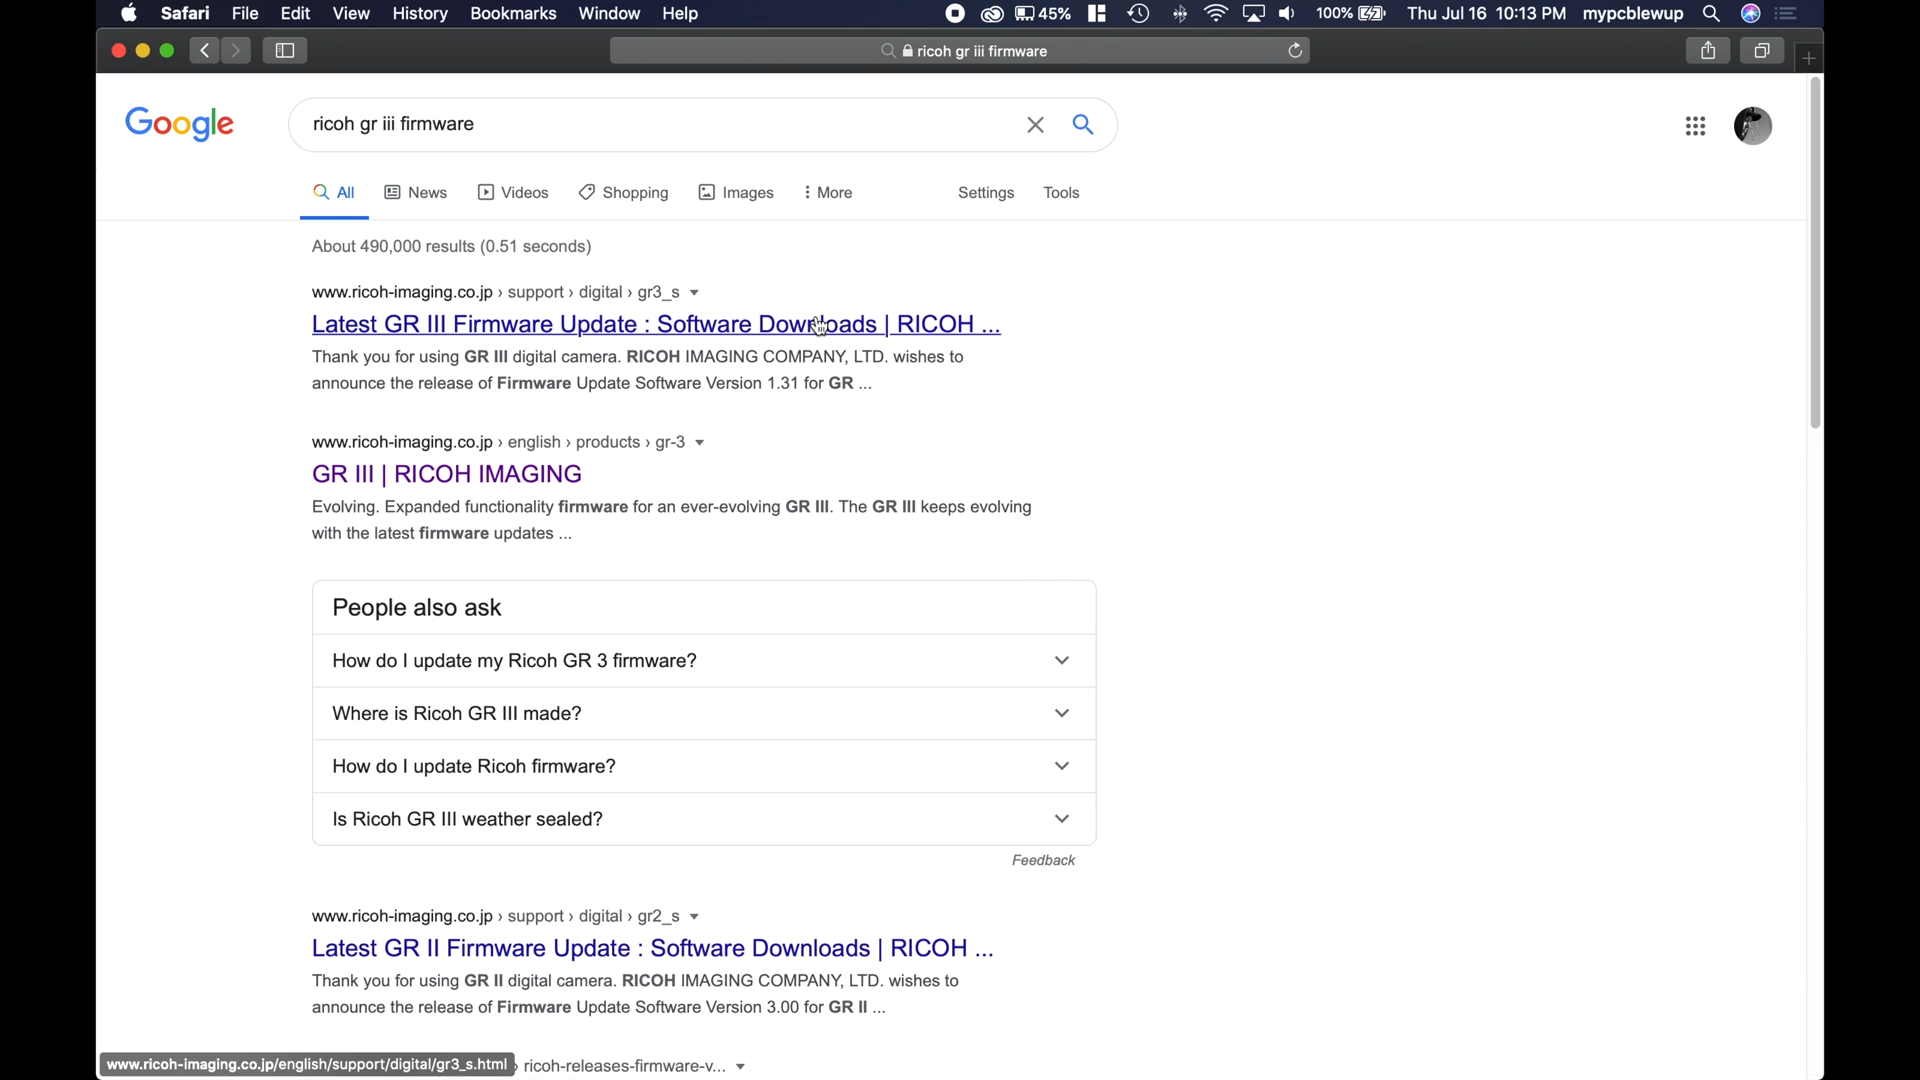 Safari File Edit View History Bookmarks Window Help 45% 100% Thu Jul 16 10:13 PM mypcblewup
ricoh gr iii firmware
Google ricoh gr iii firmware
All News Videos Shopping Images More Settings Tools
About 490,000 results (0.51 seconds)
www.ricoh-imaging.co.jp › support › digital › gr3_s
Latest GR III Firmware Update : Software Downloads | RICOH ...
Thank you for using GR III digital camera. RICOH IMAGING COMPANY, LTD. wishes to
announce the release of Firmware Update Software Version 1.31 for GR ...
www.ricoh-imaging.co.jp › english › products › gr-3
GR III | RICOH IMAGING
Evolving. Expanded functionality firmware for an ever-evolving GR III. The GR III keeps evolving
with the latest firmware updates ...
People also ask
How do I update my Ricoh GR 3 firmware?
Where is Ricoh GR III made?
How do I update Ricoh firmware?
Is Ricoh GR III weather sealed?
Feedback
www.ricoh-imaging.co.jp › support › digital › gr2_s
Latest GR II Firmware Update : Software Downloads | RICOH ...
Thank you for using GR II digital camera. RICOH IMAGING COMPANY, LTD. wishes to
announce the release of Firmware Update Software Version 3.00 for GR II ...
www.ricoh-imaging.co.jp/english/support/digital/gr3_s.html › ricoh-releases-firmware-v...